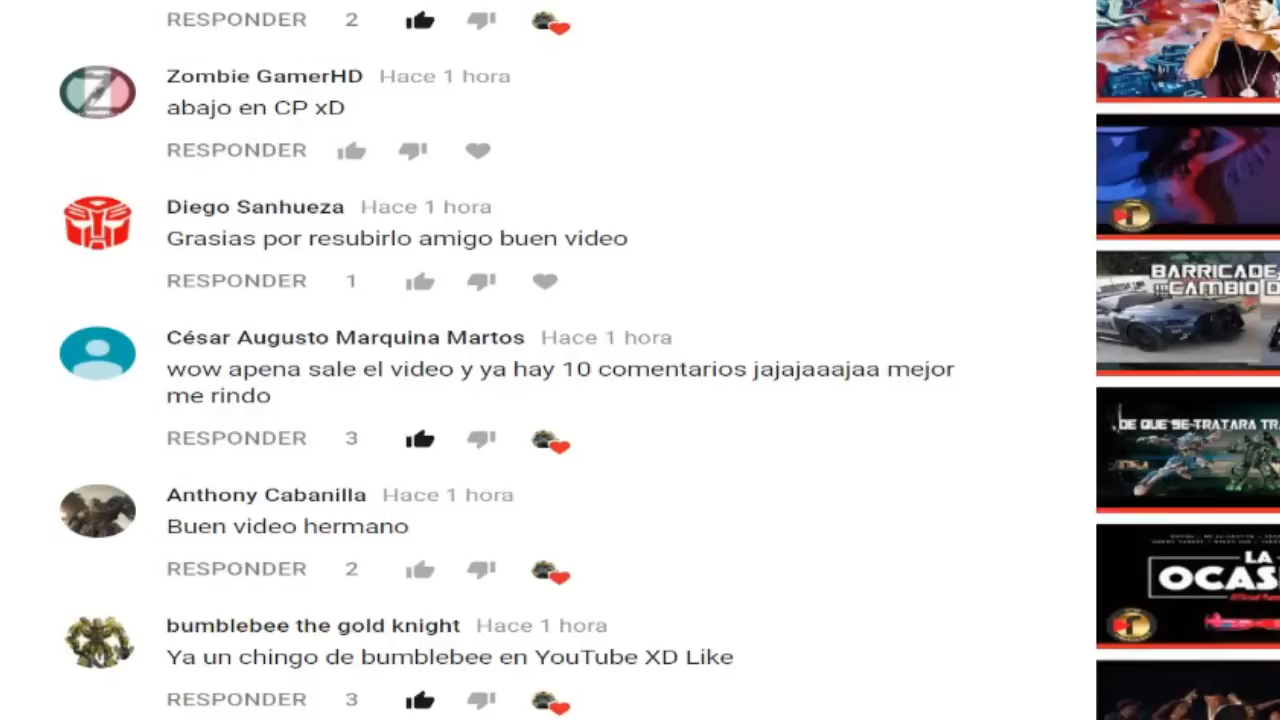 RESPONDER 2
Zombie GamerHD Hace 1 hora
abajo en CP xD
RESPONDER
Diego Sanhueza Hace 1 hora
Grasias por resubirlo amigo buen video
RESPONDER 1
César Augusto Marquina Martos Hace 1 hora
wow apena sale el video y ya hay 10 comentarios jajajaaajaa mejor
me rindo
RESPONDER 3
Anthony Cabanilla Hace 1 hora
Buen video hermano
RESPONDER 2
bumblebee the gold knight Hace 1 hora
Ya un chingo de bumblebee en YouTube XD Like
RESPONDER 3
BARRICADE
!!!CAMBIO D
DE QUE SE TRATARA TR
LA
OCAS